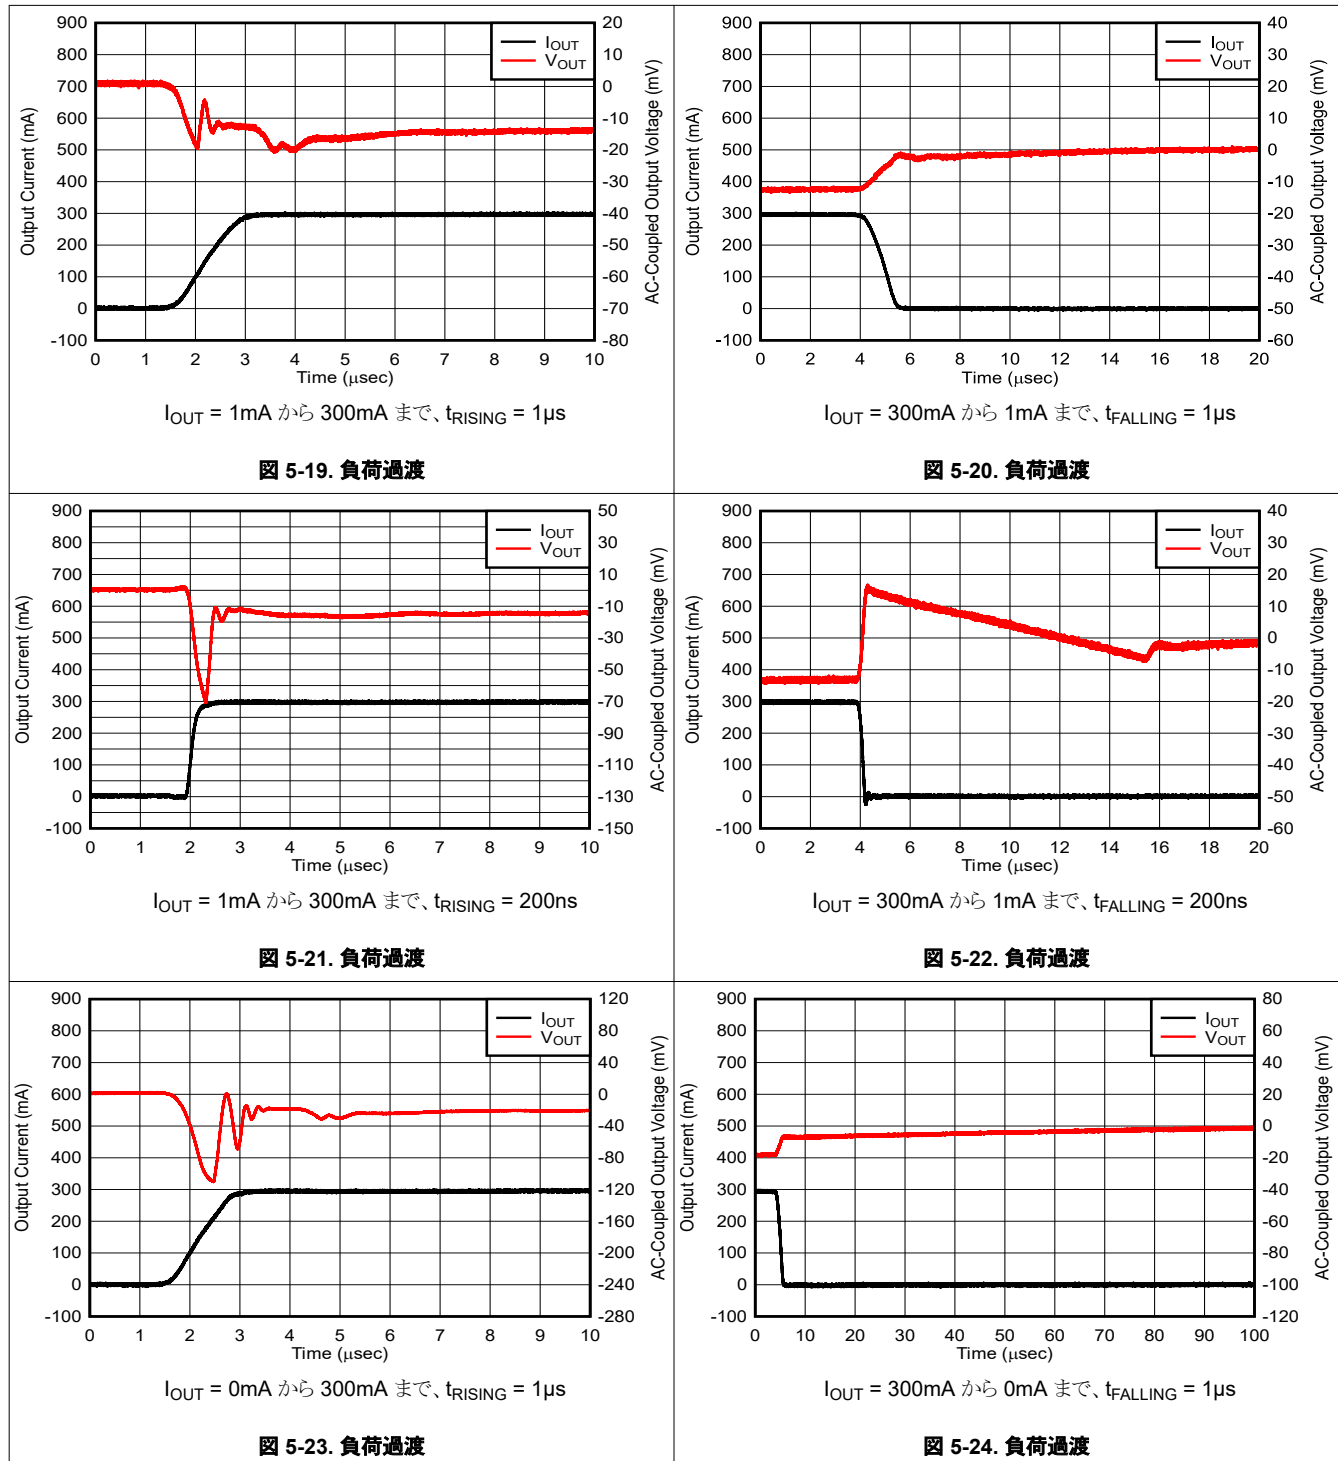 900
800
700
600
500
400
300
200
100
0
-100
20
10
0
-10
-20
-30
-40
-50
-60
-70
-80
0 1 2 3 4 5 6 7 8 9 10
Output Current (mA)
AC-Coupled Output Voltage (mV)
Time (μsec)
IOUT
VOUT
IOUT = 1mA から 300mA まで、tRISING = 1μs
図 5-19. 負荷過渡
900
800
700
600
500
400
300
200
100
0
-100
40
30
20
10
0
-10
-20
-30
-40
-50
-60
0 2 4 6 8 10 12 14 16 18 20
Output Current (mA)
AC-Coupled Output Voltage (mV)
Time (μsec)
IOUT
VOUT
IOUT = 300mA から 1mA まで、tFALLING = 1μs
図 5-20. 負荷過渡
900
800
700
600
500
400
300
200
100
0
-100
50
30
10
-10
-30
-50
-70
-90
-110
-130
-150
0 1 2 3 4 5 6 7 8 9 10
Output Current (mA)
AC-Coupled Output Voltage (mV)
Time (μsec)
IOUT
VOUT
IOUT = 1mA から 300mA まで、tRISING = 200ns
図 5-21. 負荷過渡
900
800
700
600
500
400
300
200
100
0
-100
40
30
20
10
0
-10
-20
-30
-40
-50
-60
0 2 4 6 8 10 12 14 16 18 20
Output Current (mA)
AC-Coupled Output Voltage (mV)
Time (μsec)
IOUT
VOUT
IOUT = 300mA から 1mA まで、tFALLING = 200ns
図 5-22. 負荷過渡
900
800
700
600
500
400
300
200
100
0
-100
120
80
40
0
-40
-80
-120
-160
-200
-240
-280
0 1 2 3 4 5 6 7 8 9 10
Output Current (mA)
AC-Coupled Output Voltage (mV)
Time (μsec)
IOUT
VOUT
IOUT = 0mA から 300mA まで、tRISING = 1μs
図 5-23. 負荷過渡
900
800
700
600
500
400
300
200
100
0
-100
80
60
40
20
0
-20
-40
-60
-80
-100
-120
0 10 20 30 40 50 60 70 80 90 100
Output Current (mA)
AC-Coupled Output Voltage (mV)
Time (μsec)
IOUT
VOUT
IOUT = 300mA から 0mA まで、tFALLING = 1μs
図 5-24. 負荷過渡